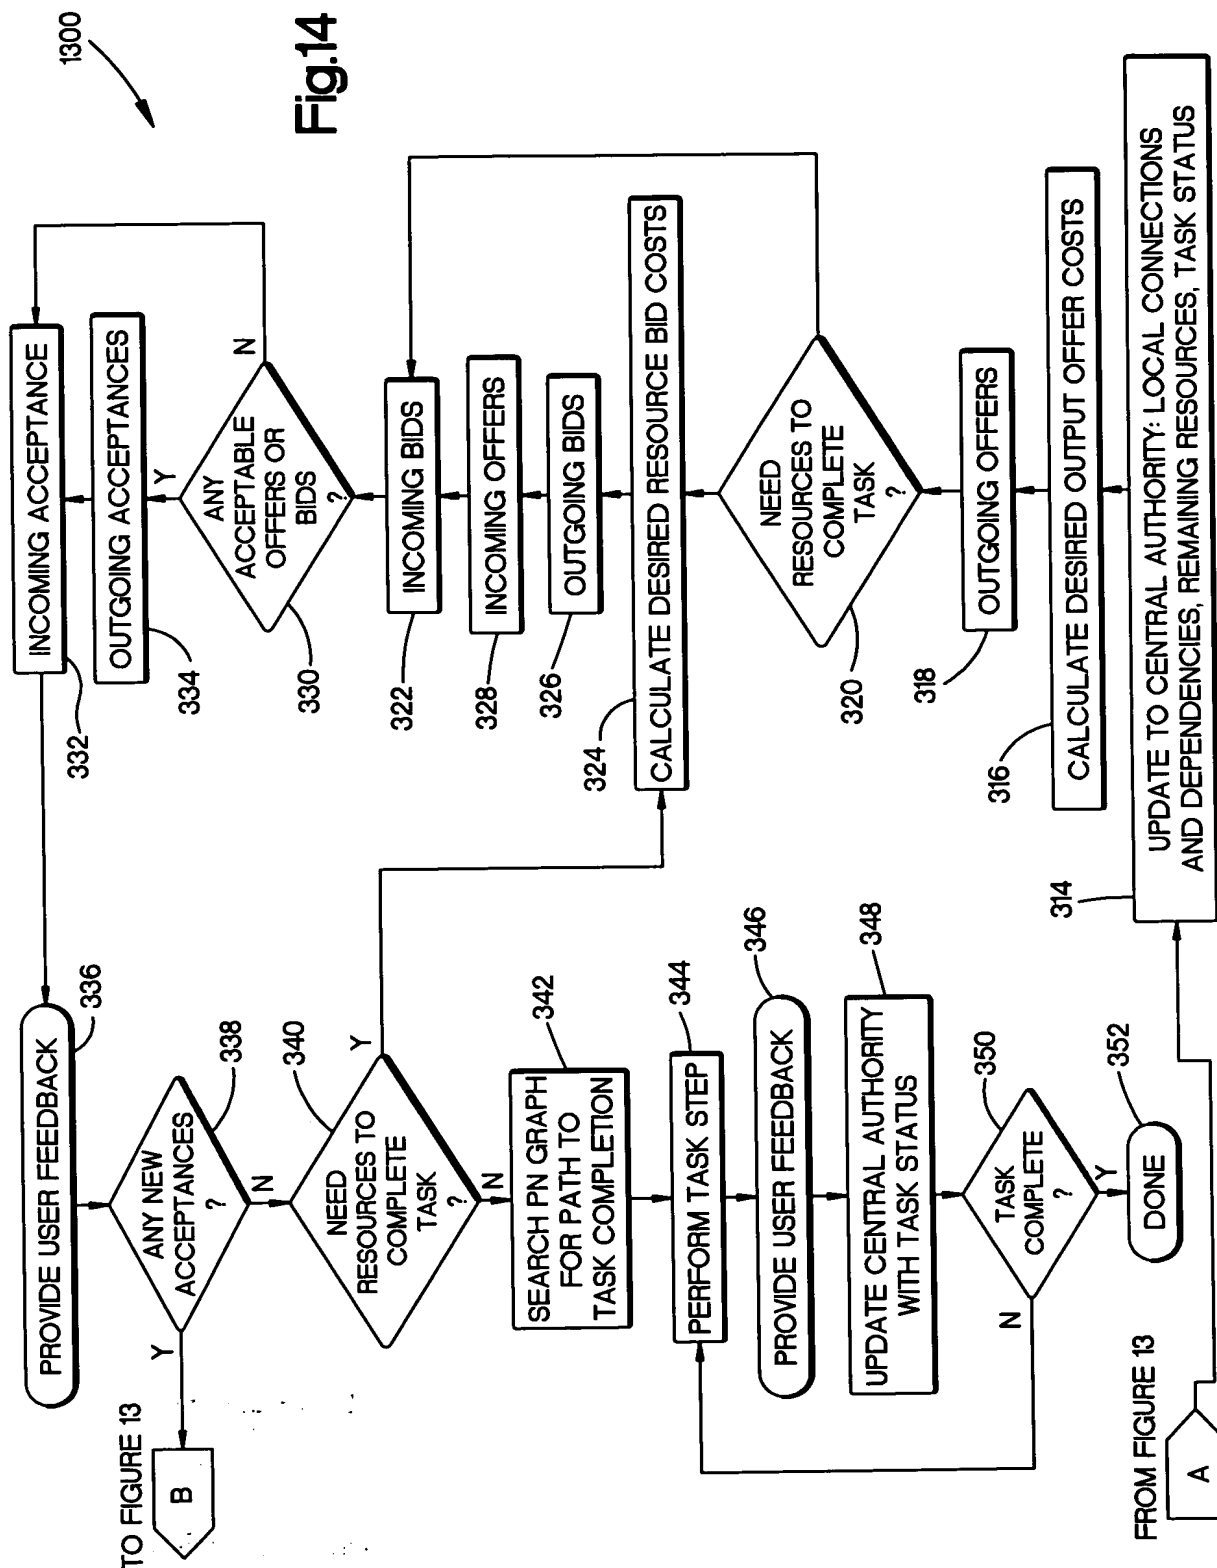 1300
Fig.14
FROM FIGURE 13
A
314
UPDATE TO CENTRAL AUTHORITY: LOCAL CONNECTIONS
AND DEPENDENCIES, REMAINING RESOURCES, TASK STATUS
316
CALCULATE DESIRED OUTPUT OFFER COSTS
318
OUTGOING OFFERS
320
NEED
RESOURCES TO
COMPLETE
TASK
?
324
CALCULATE DESIRED RESOURCE BID COSTS
326
OUTGOING BIDS
328
INCOMING OFFERS
322
INCOMING BIDS
330
ANY
ACCEPTABLE
OFFERS OR
BIDS
?
N
Y
334
OUTGOING ACCEPTANCES
332
INCOMING ACCEPTANCE
PROVIDE USER FEEDBACK
336
ANY NEW
ACCEPTANCES
?
338
Y
N
TO FIGURE 13
B
340
NEED
RESOURCES TO
COMPLETE
TASK
?
Y
N
342
SEARCH PN GRAPH
FOR PATH TO
TASK COMPLETION
344
PERFORM TASK STEP
346
PROVIDE USER FEEDBACK
348
UPDATE CENTRAL AUTHORITY
WITH TASK STATUS
350
TASK
COMPLETE
?
N
Y
352
DONE